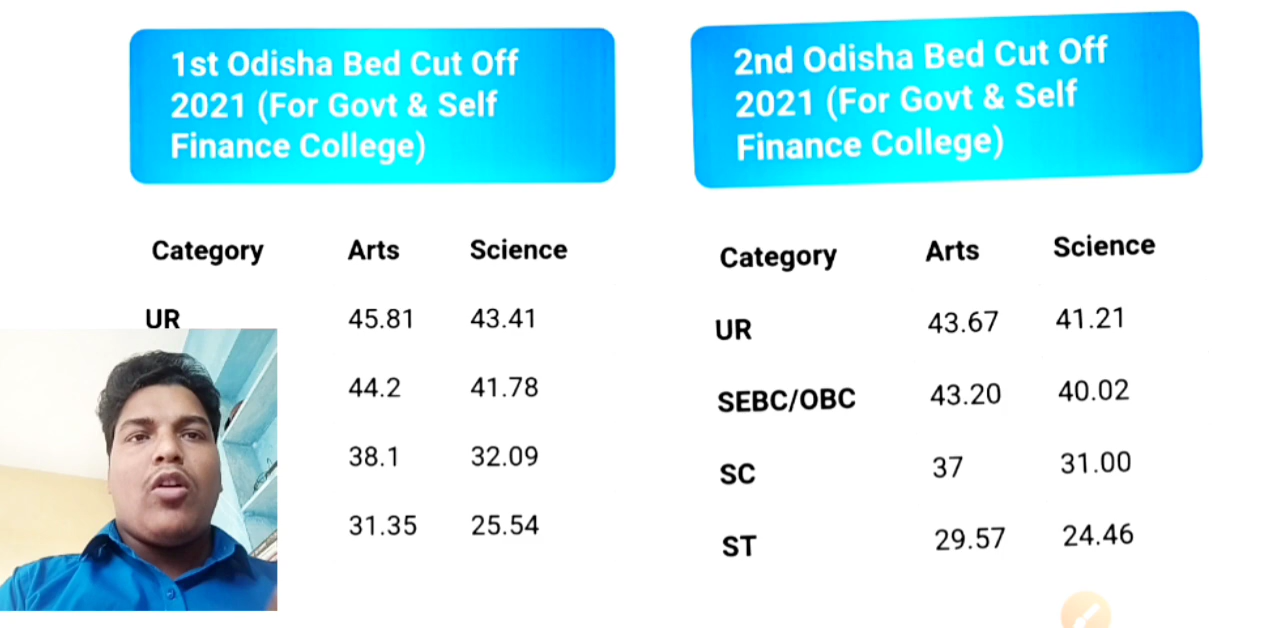 1st Odisha Bed Cut Off
2021 (For Govt & Self
Finance College)
Category Arts Science
UR 45.81 43.41
44.2 41.78
38.1 32.09
31.35 25.54
2nd Odisha Bed Cut Off
2021 (For Govt & Self
Finance College)
Category Arts Science
UR 43.67 41.21
SEBC/OBC 43.20 40.02
SC 37 31.00
ST 29.57 24.46